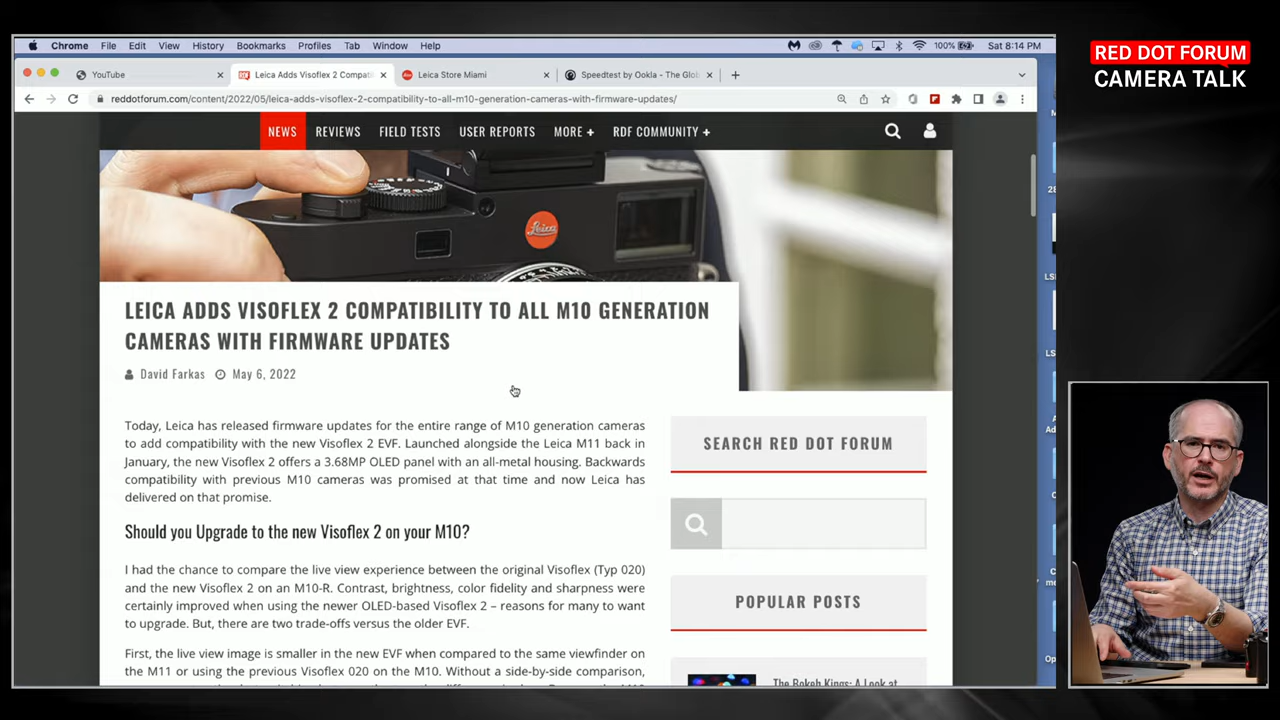 Chrome File Edit View History Bookmarks Profiles Tab Window Help 100% Sat 8:14 PM
RED DOT FORUM
CAMERA TALK
YouTube Leica Adds Visoflex 2 Compati Leica Store Miami Speedtest by Ookla - The Glo
reddotforum.com/content/2022/05/leica-adds-visoflex-2-compatibility-to-all-m10-generation-cameras-with-firmware-updates/
NEWS REVIEWS FIELD TESTS USER REPORTS MORE + RDF COMMUNITY +
Leica
LEICA ADDS VISOFLEX 2 COMPATIBILITY TO ALL M10 GENERATION
CAMERAS WITH FIRMWARE UPDATES
David Farkas May 6, 2022
Today, Leica has released firmware updates for the entire range of M10 generation cameras
to add compatibility with the new Visoflex 2 EVF. Launched alongside the Leica M11 back in
January, the new Visoflex 2 offers a 3.68MP OLED panel with an all-metal housing. Backwards
compatibility with previous M10 cameras was promised at that time and now Leica has
delivered on that promise.
SEARCH RED DOT FORUM
Should you Upgrade to the new Visoflex 2 on your M10?
I had the chance to compare the live view experience between the original Visoflex (Typ 020)
and the new Visoflex 2 on an M10-R. Contrast, brightness, color fidelity and sharpness were
certainly improved when using the newer OLED-based Visoflex 2 – reasons for many to want
to upgrade. But, there are two trade-offs versus the older EVF.
POPULAR POSTS
First, the live view image is smaller in the new EVF when compared to the same viewfinder on
the M11 or using the previous Visoflex 020 on the M10. Without a side-by-side comparison,
The Bokeh Kings: A Look at